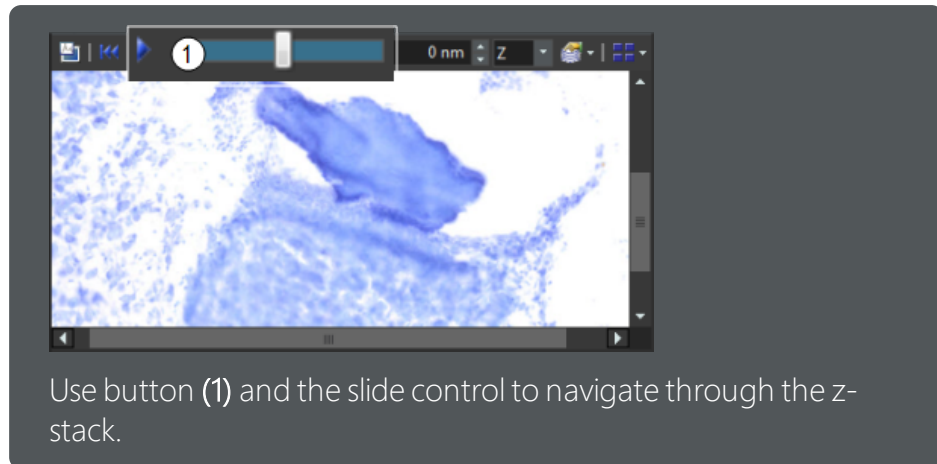 1 0 nm Z
Use button (1) and the slide control to navigate through the z-
stack.